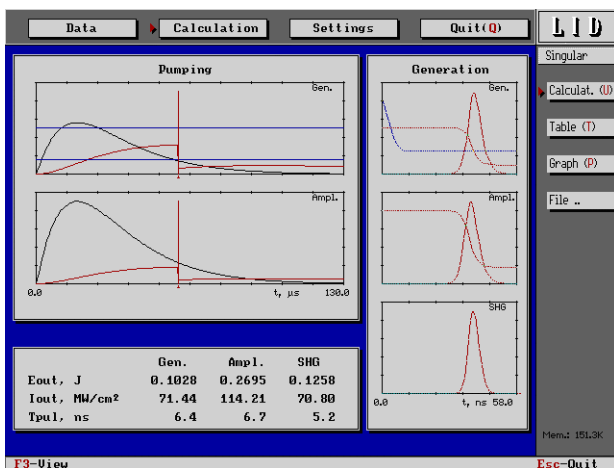 Data Calculation Settings Quit(Q) LID
Singular
Pumping Generation
Gen. Gen.
Calculat.(U)
Table (T)
Graph (P)
Ampl. Ampl.
File ..
0.0 t, µs 130.0
SHG
Gen. Ampl. SHG
Eout, J 0.1028 0.2695 0.1258
Iout, MW/cm² 71.44 114.21 70.80
Tpul, ns 6.4 6.7 5.2
0.0 t, ns 58.0
Mem.: 151.3K
F3-View Esc-Quit